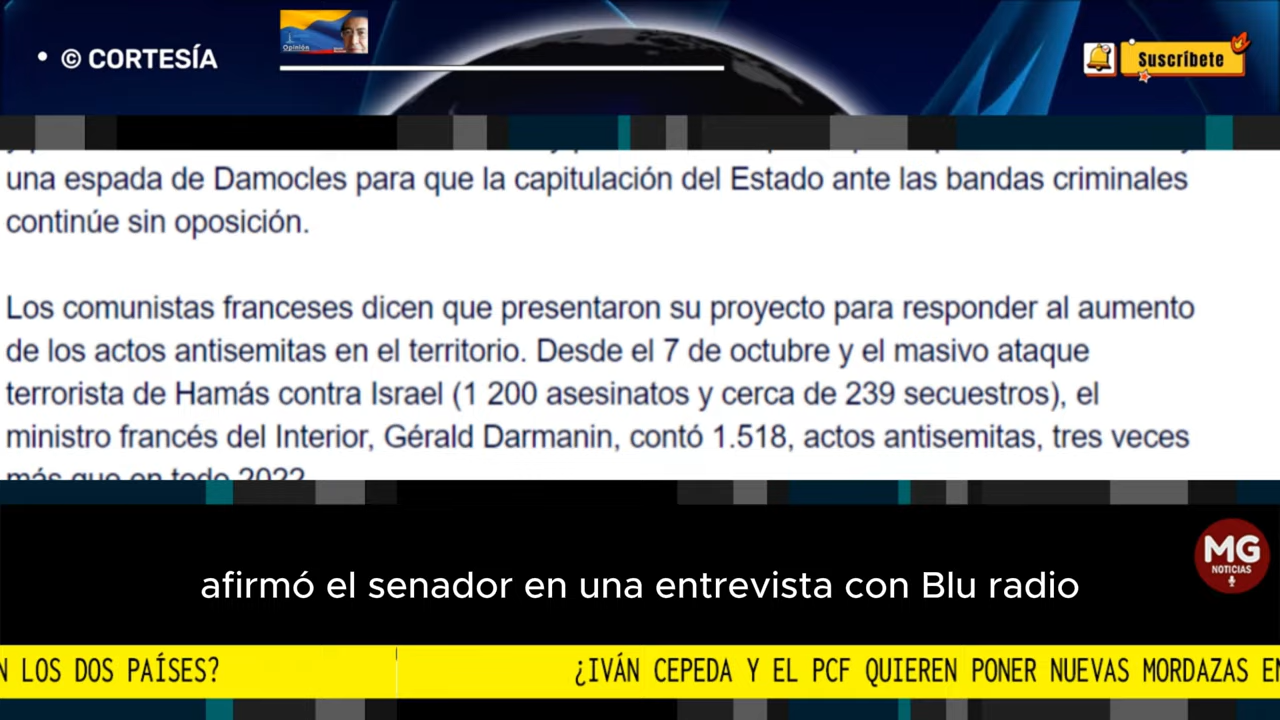 • © CORTESÍA
Opinión
Suscríbete
una espada de Damocles para que la capitulación del Estado ante las bandas criminales
continúe sin oposición.
Los comunistas franceses dicen que presentaron su proyecto para responder al aumento
de los actos antisemitas en el territorio. Desde el 7 de octubre y el masivo ataque
terrorista de Hamás contra Israel (1 200 asesinatos y cerca de 239 secuestros), el
ministro francés del Interior, Gérald Darmanin, contó 1.518, actos antisemitas, tres veces
más que en todo 2022
MG
NOTICIAS
afirmó el senador en una entrevista con Blu radio
N LOS DOS PAÍSES? ¿IVÁN CEPEDA Y EL PCF QUIEREN PONER NUEVAS MORDAZAS EN